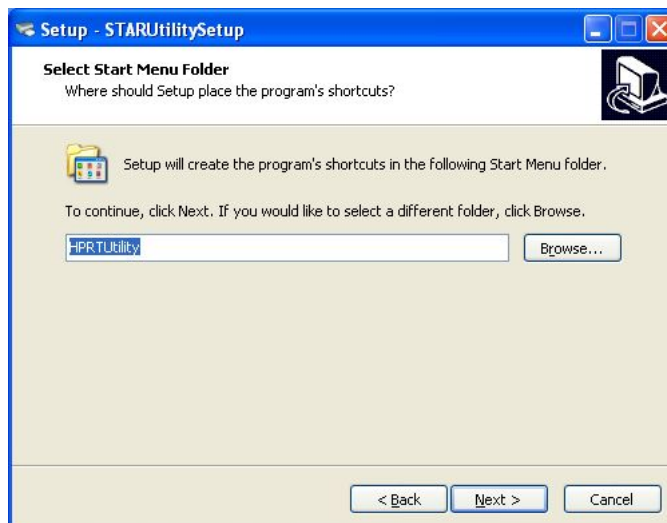 Setup - STARUtilitySetup
Select Start Menu Folder
Where should Setup place the program's shortcuts?
Setup will create the program's shortcuts in the following Start Menu folder.
To continue, click Next. If you would like to select a different folder, click Browse.
HPRTUtility
Browse...
< Back
Next >
Cancel